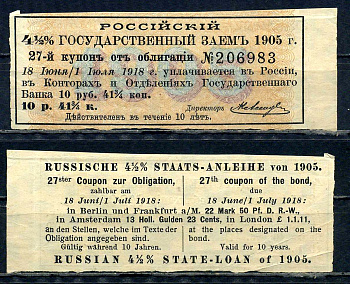 РОССІЙСКІЙ
4½% ГОСУДАРСТВЕННЫЙ ЗАЕМЪ 1905 г.
27-й купонъ отъ облигаціи №206983
18 Іюня/1 Іюля 1918 г. уплачивается въ Россіи,
въ Конторахъ и Отдѣленіяхъ Государственнаго
Банка 10 руб. 41¾ коп.
10 р. 41¾ к.
Директоръ
Дѣйствителенъ въ теченіе 10 лѣтъ.
RUSSISCHE 4½% STAATS-ANLEIHE von 1905.
27ster Coupon zur Obligation,
zahlbar am
18 Juni/1 Juli 1918:
in Berlin und Frankfurt a/M. 22 Mark 50 Pf. D. R.-W.,
in Amsterdam 13 Holl. Gulden 23 Cents,
an den Stellen, welche im Texte der
Obligation angegeben sind.
Gültig während 10 Jahren.
27th coupon of the bond,
due
18 June/1 July 1918:
in London £ 1.1.11,
at the places designated on
the bond.
Valid for 10 years.
RUSSIAN 4½% STATE-LOAN of 1905.